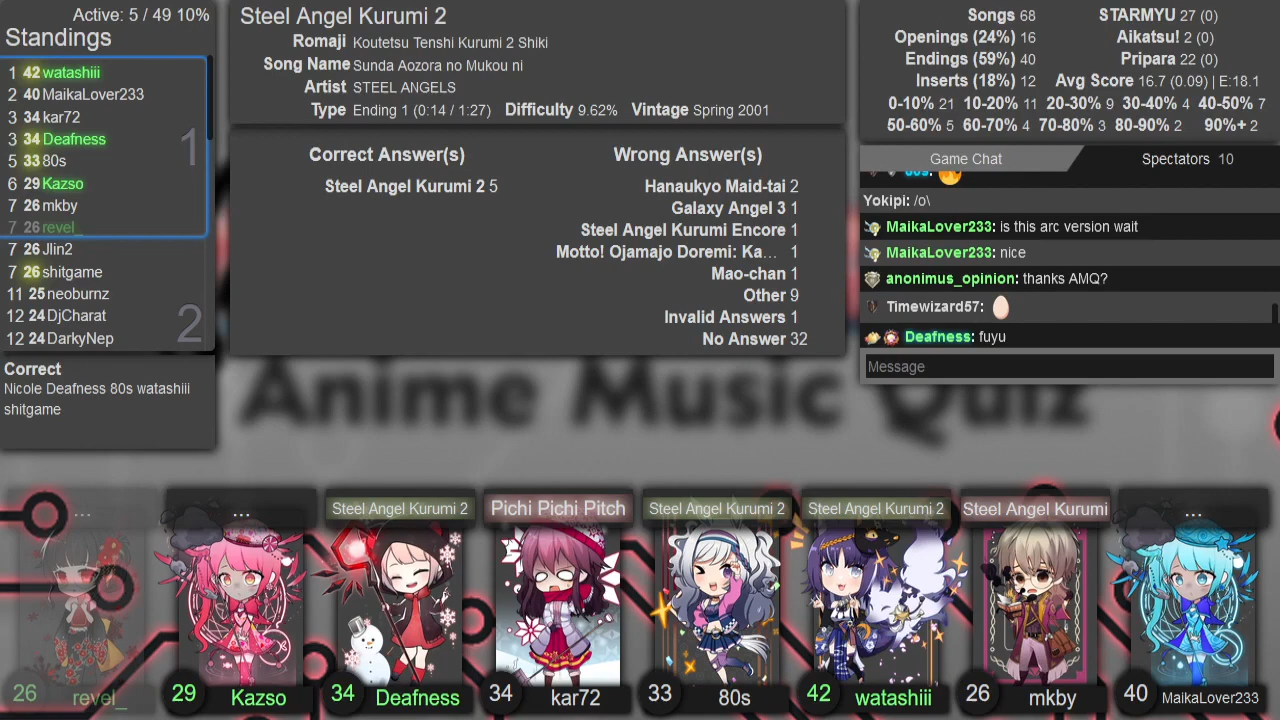 Active: 5 / 49 10%
Standings
1 42 watashiii
2 40 MaikaLover233
3 34 kar72
3 34 Deafness
5 33 80s
6 29 Kazso
7 26 mkby
7 26 revel_
7 26 Jlin2
7 26 shitgame
11 25 neoburnz
12 24 DjCharat
12 24 DarkyNep
1
2
Correct
Nicole Deafness 80s watashiii
shitgame
Steel Angel Kurumi 2
Romaji Koutetsu Tenshi Kurumi 2 Shiki
Song Name Sunda Aozora no Mukou ni
Artist STEEL ANGELS
Type Ending 1 (0:14 / 1:27) Difficulty 9.62% Vintage Spring 2001
Correct Answer(s)
Steel Angel Kurumi 2 5
Wrong Answer(s)
Hanaukyo Maid-tai 2
Galaxy Angel 3 1
Steel Angel Kurumi Encore 1
Motto! Ojamajo Doremi: Ka... 1
Mao-chan 1
Other 9
Invalid Answers 1
No Answer 32
Songs 68 STARMYU 27 (0)
Openings (24%) 16 Aikatsu! 2 (0)
Endings (59%) 40 Pripara 22 (0)
Inserts (18%) 12 Avg Score 16.7 (0.09) | E:18.1
0-10% 21 10-20% 11 20-30% 9 30-40% 4 40-50% 7
50-60% 5 60-70% 4 70-80% 3 80-90% 2 90%+ 2
Game Chat Spectators 10
Yokipi: /o\
MaikaLover233: is this arc version wait
MaikaLover233: nice
anonimus_opinion: thanks AMQ?
Timewizard57:
Deafness: fuyu
Message
Anime Music Quiz
...
26 revel_
...
29 Kazso
Steel Angel Kurumi 2
34 Deafness
Pichi Pichi Pitch
34 kar72
Steel Angel Kurumi 2
33 80s
Steel Angel Kurumi 2
42 watashiii
Steel Angel Kurumi
26 mkby
...
40 MaikaLover233